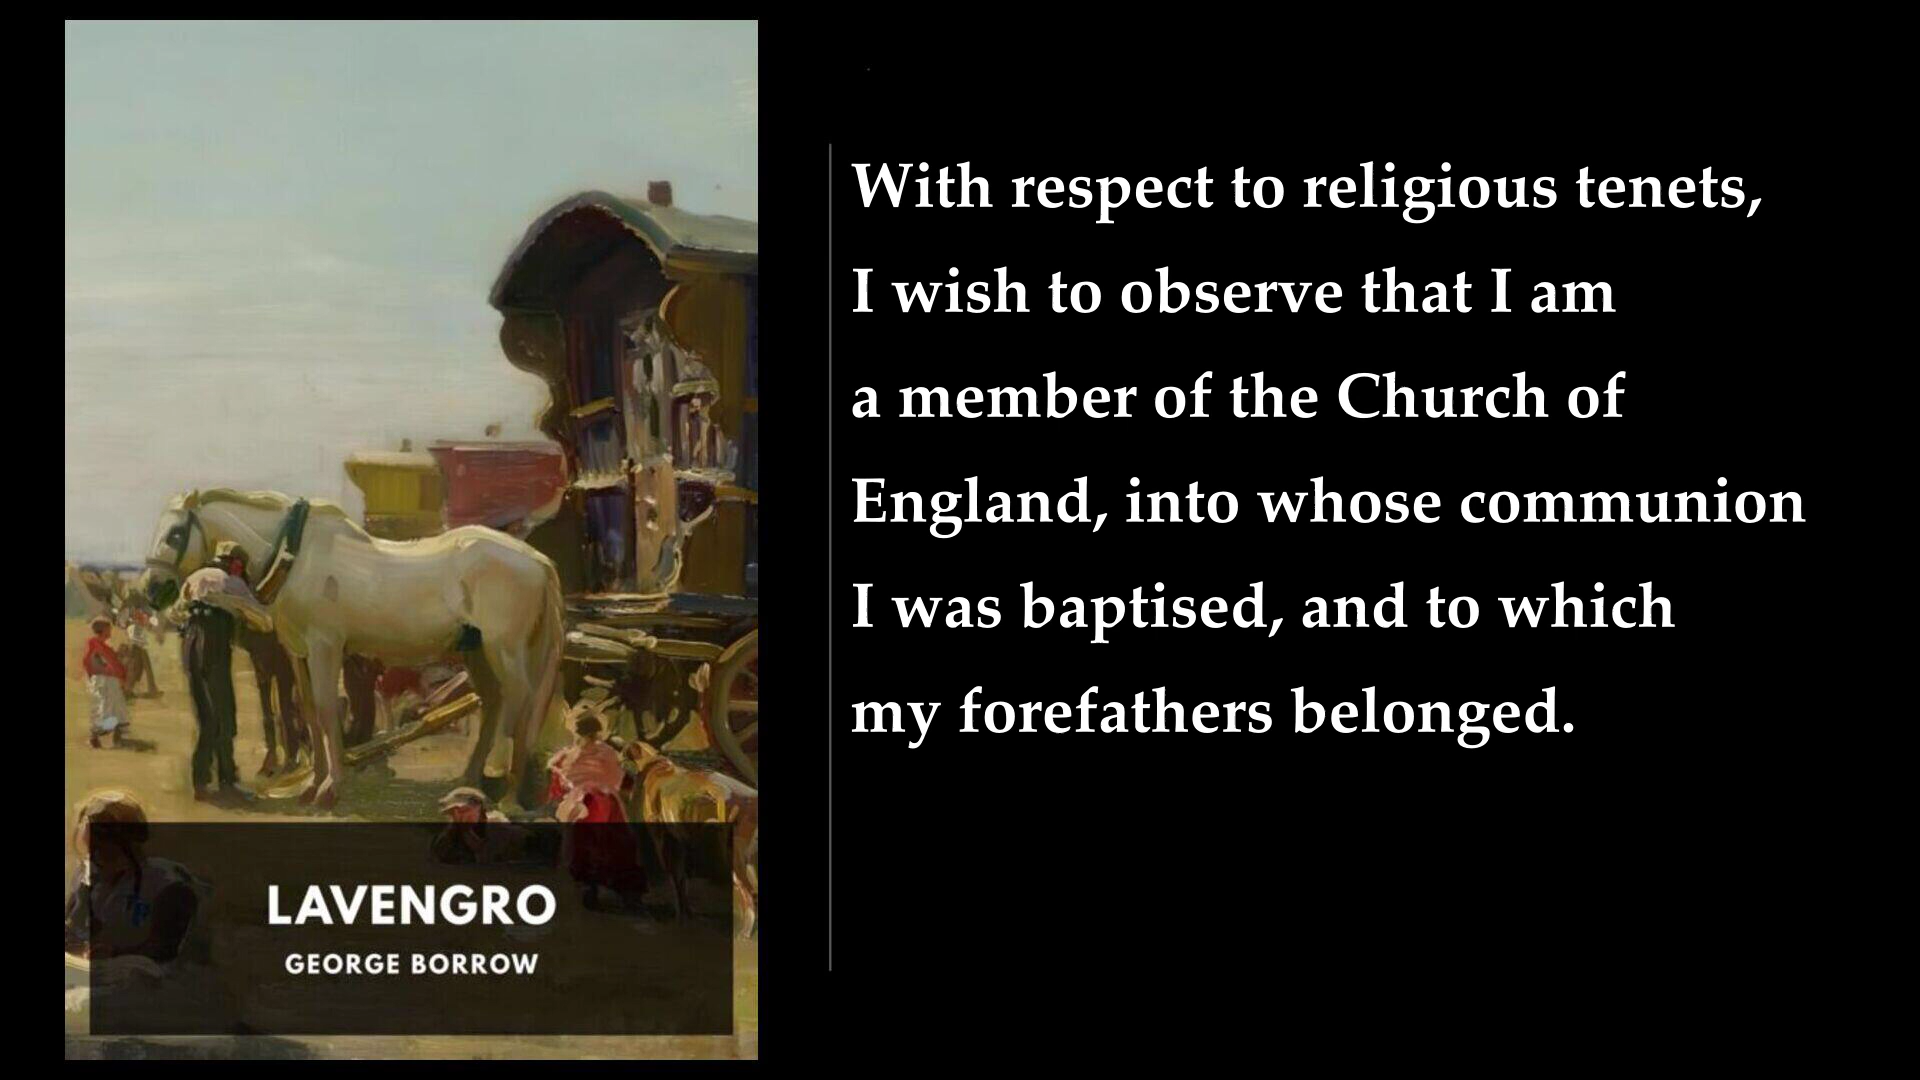 With respect to religious tenets,
I wish to observe that I am
a member of the Church of
England, into whose communion
I was baptised, and to which
my forefathers belonged.
LAVENGRO
GEORGE BORROW